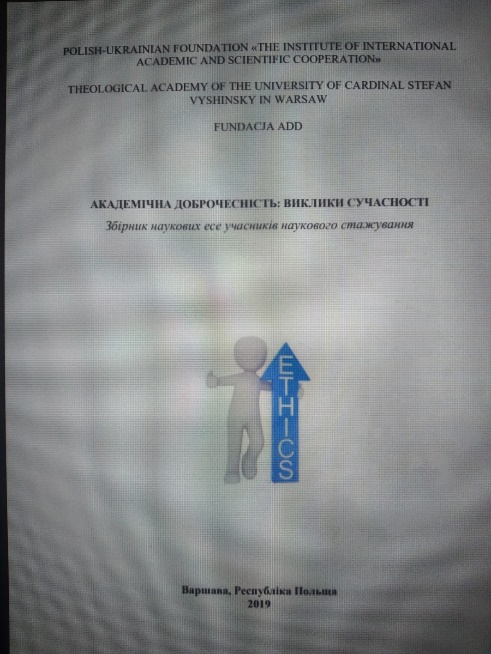 POLISH-UKRAINIAN FOUNDATION «THE INSTITUTE OF INTERNATIONAL
ACADEMIC AND SCIENTIFIC COOPERATION»
THEOLOGICAL ACADEMY OF THE UNIVERSITY OF CARDINAL STEFAN
VYSHINSKY IN WARSAW
FUNDACJA ADD
АКАДЕМІЧНА ДОБРОЧЕСНІСТЬ: ВИКЛИКИ СУЧАСНОСТІ
Збірник наукових есе учасників наукового стажування
ETHICS
Варшава, Республіка Польща
2019